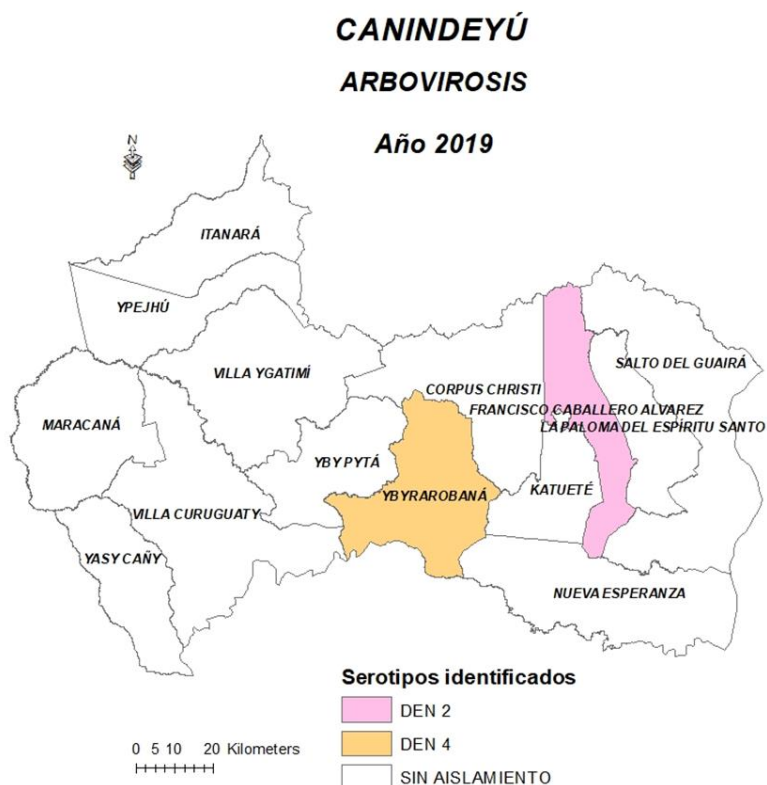 CANINDEYÚ
ARBOVIROSIS
Año 2019
N
ITANARÁ
YPEJHÚ
VILLA YGATIMÍ
SALTO DEL GUAIRÁ
CORPUS CHRISTI
FRANCISCO CABALLERO ALVAREZ
MARACANÁ
LA PALOMA DEL ESPÍRITU SANTO
YBY PYTÁ
YBYRAROBANÁ
KATUETÉ
VILLA CURUGUATY
YASY CAÑY
NUEVA ESPERANZA
Serotipos identificados
DEN 2
DEN 4
SIN AISLAMIENTO
0 5 10 20 Kilometers